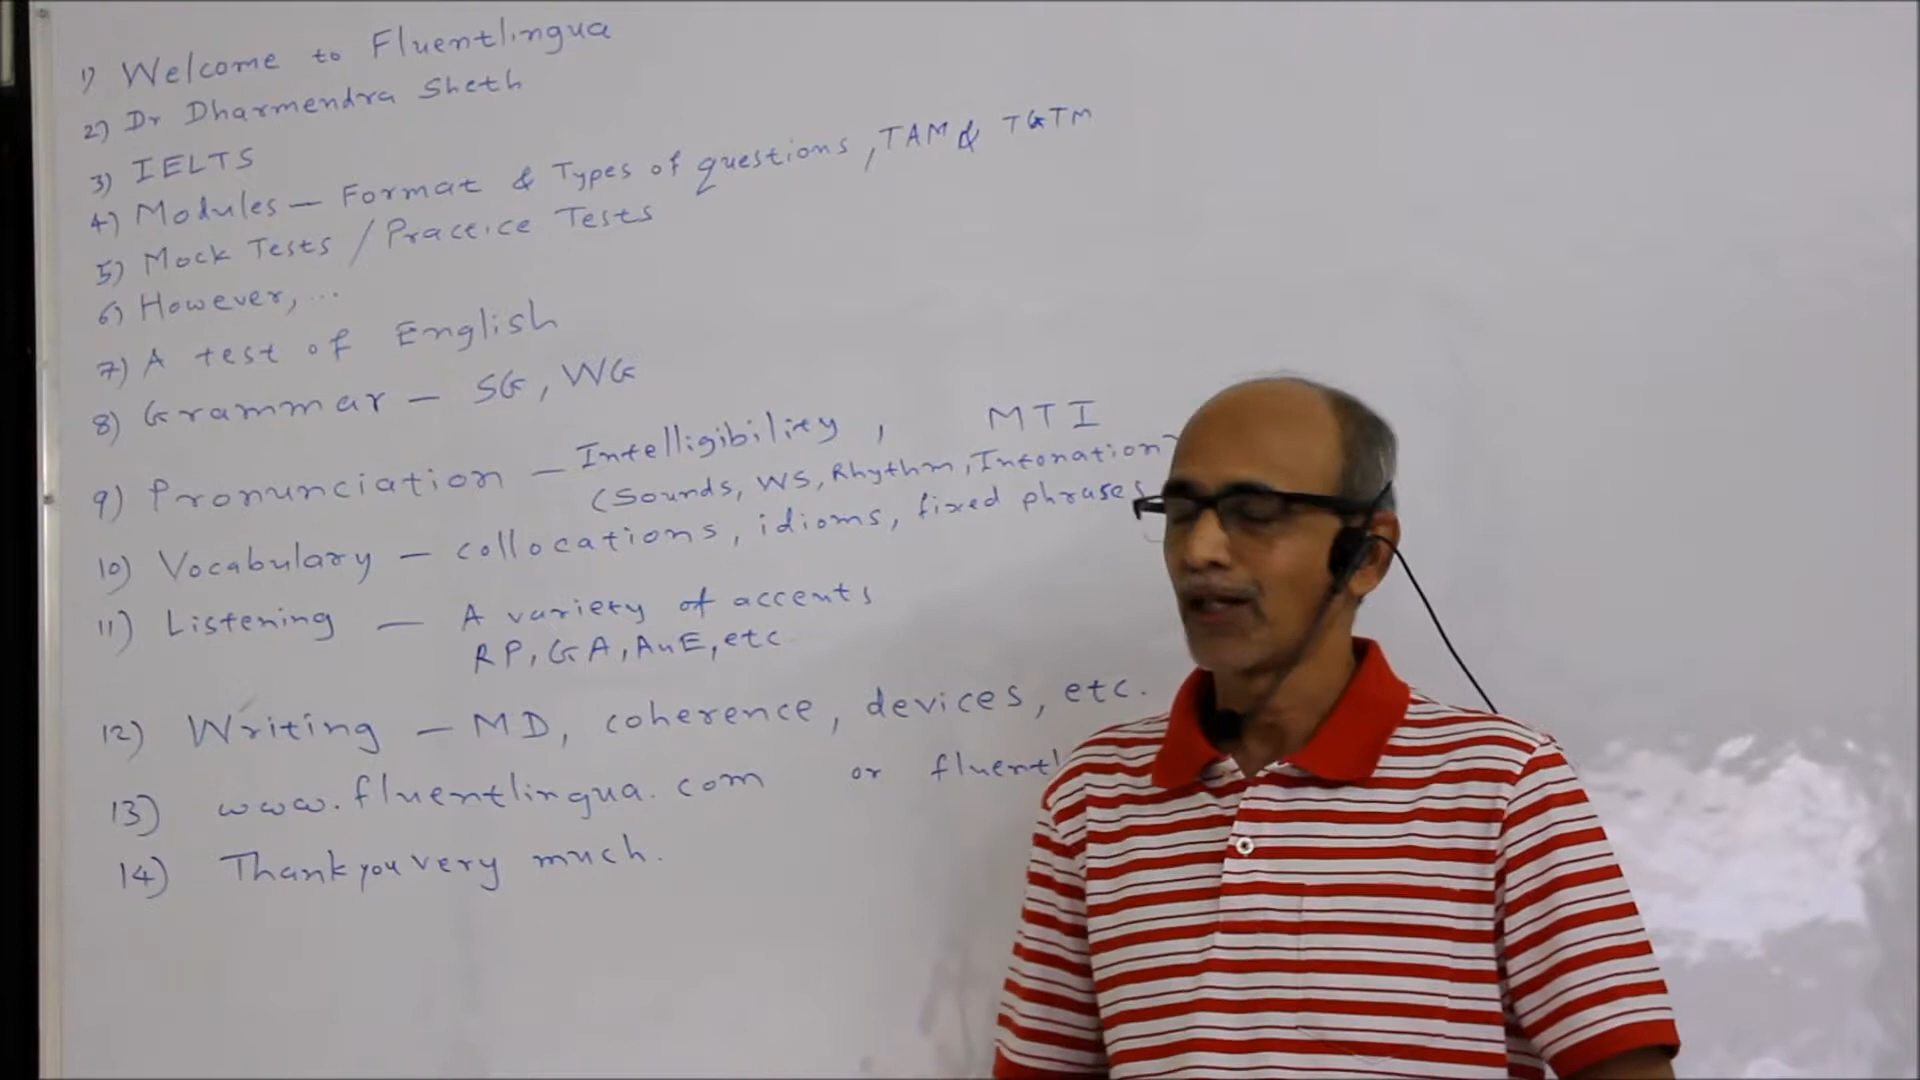 1) Welcome to Fluentlingua
2) Dr Dharmendra Sheth
3) IELTS
4) Modules — Format & Types of questions, TAM & TGTM
5) Mock Tests / Practice Tests
6) However, ...
7) A test of English
8) Grammar — SG, WG
9) Pronunciation — Intelligibility, MTI
(Sounds, WS, Rhythm, Intonation)
10) Vocabulary — collocations, idioms, fixed phrases
11) Listening — A variety of accents
RP, GA, AuE, etc
12) Writing — MD, coherence, devices, etc.
13) www.fluentlingua.com or fluentl
14) Thank you very much.